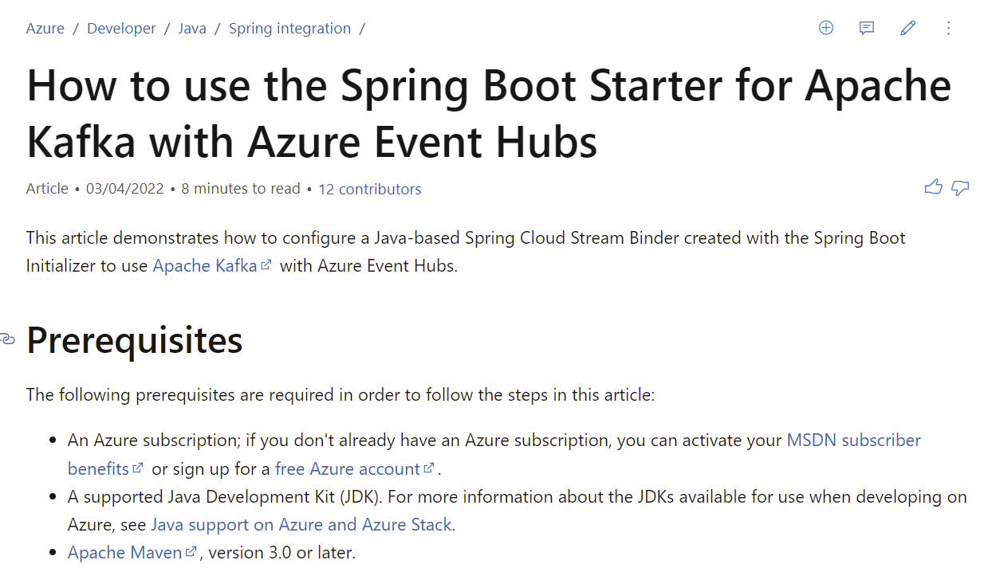 Azure / Developer / Java / Spring integration /
How to use the Spring Boot Starter for Apache
Kafka with Azure Event Hubs
Article • 03/04/2022 • 8 minutes to read • 12 contributors
This article demonstrates how to configure a Java-based Spring Cloud Stream Binder created with the Spring Boot
Initializer to use Apache Kafka with Azure Event Hubs.
Prerequisites
The following prerequisites are required in order to follow the steps in this article:
• An Azure subscription; if you don't already have an Azure subscription, you can activate your MSDN subscriber
benefits or sign up for a free Azure account.
• A supported Java Development Kit (JDK). For more information about the JDKs available for use when developing on
Azure, see Java support on Azure and Azure Stack.
• Apache Maven, version 3.0 or later.